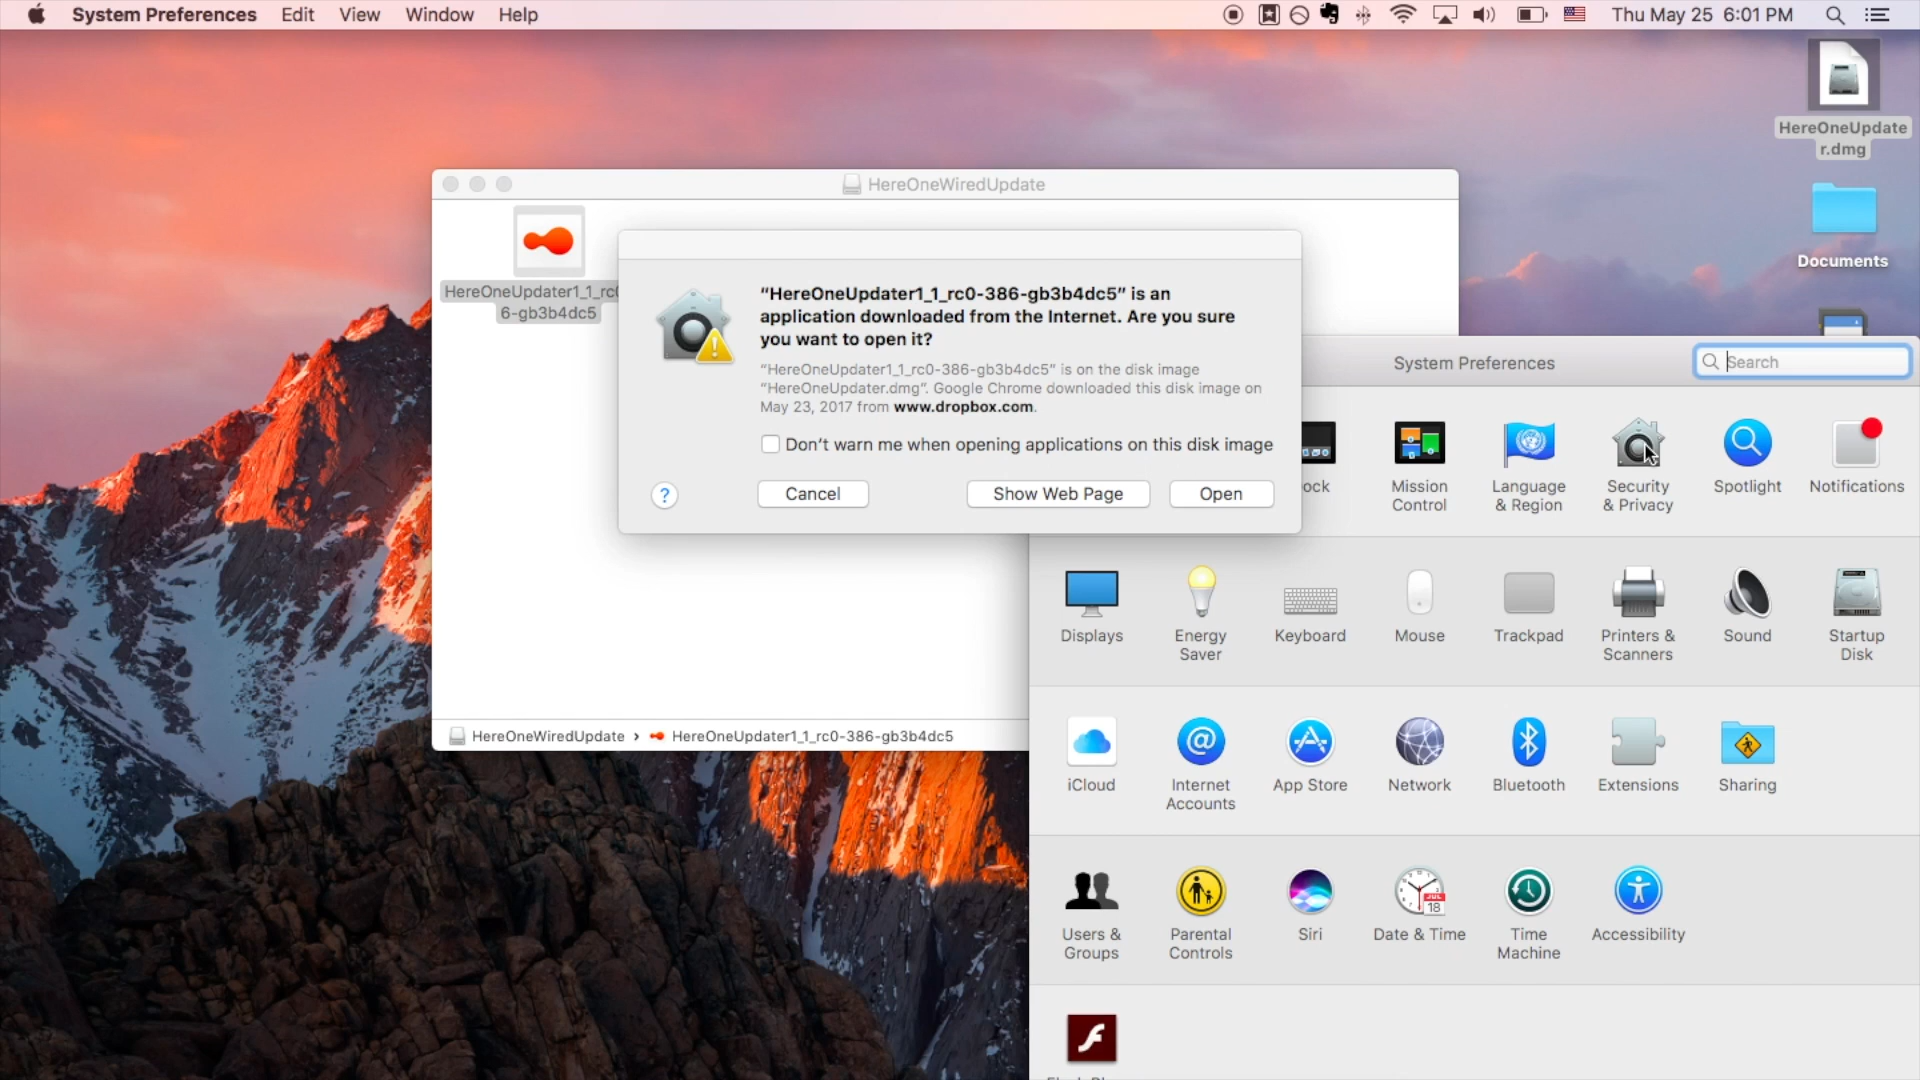 System Preferences Edit View Window Help
Thu May 25 6:01 PM
HereOneUpdate
r.dmg
Documents
HereOneWiredUpdate
HereOneUpdater1_1_rc0
6-gb3b4dc5
“HereOneUpdater1_1_rc0-386-gb3b4dc5” is an
application downloaded from the Internet. Are you sure
you want to open it?
“HereOneUpdater1_1_rc0-386-gb3b4dc5” is on the disk image
“HereOneUpdater.dmg”. Google Chrome downloaded this disk image on
May 23, 2017 from www.dropbox.com.
Don’t warn me when opening applications on this disk image
? Cancel Show Web Page Open
HereOneWiredUpdate › HereOneUpdater1_1_rc0-386-gb3b4dc5
System Preferences
Search
ock
Mission
Control
Language
& Region
Security
& Privacy
Spotlight
Notifications
Displays
Energy
Saver
Keyboard
Mouse
Trackpad
Printers &
Scanners
Sound
Startup
Disk
iCloud
Internet
Accounts
App Store
Network
Bluetooth
Extensions
Sharing
Users &
Groups
Parental
Controls
Siri
JUL
18
Date & Time
Time
Machine
Accessibility